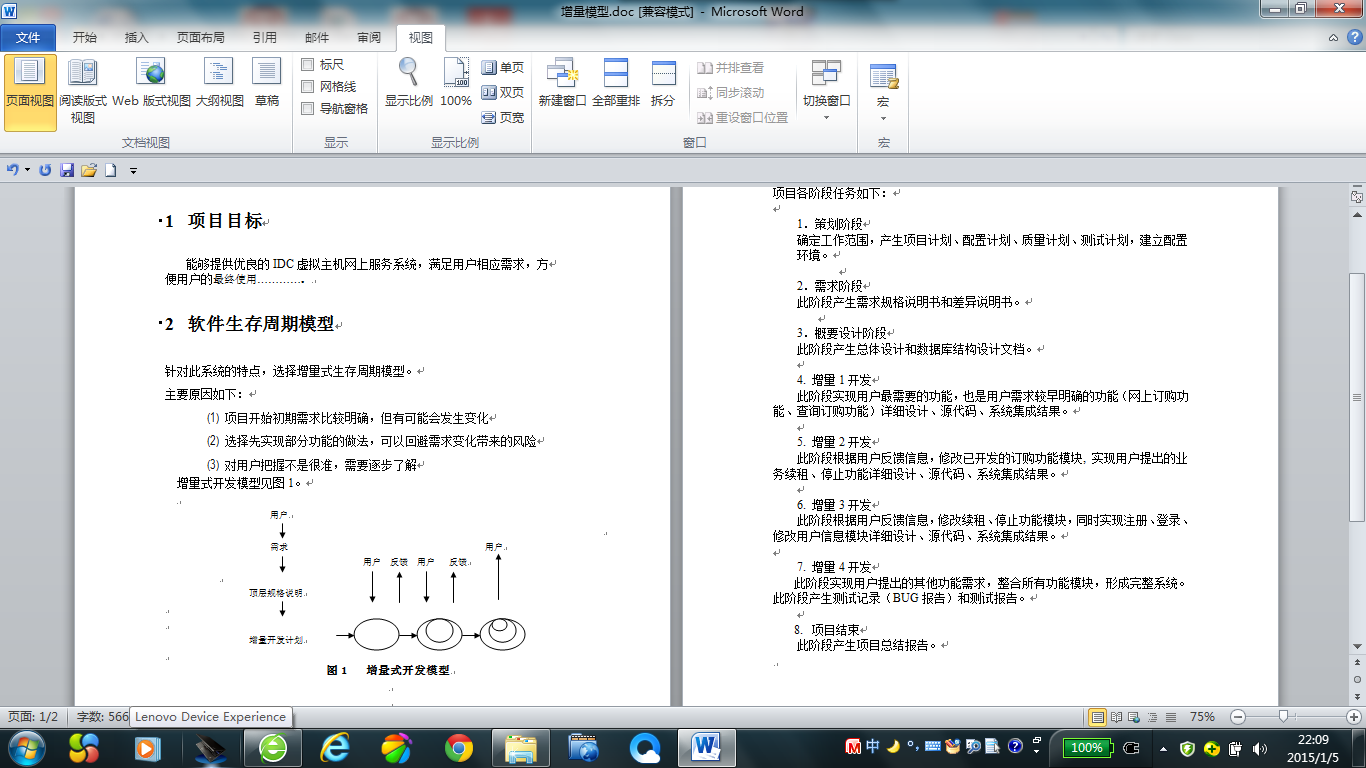 增量模型.doc [兼容模式] - Microsoft Word
文件 开始 插入 页面布局 引用 邮件 审阅 视图
页面视图 阅读版式视图 Web 版式视图 大纲视图 草稿
标尺
网格线
导航窗格
显示比例 100% 单页
双页
页宽
新建窗口 全部重排 拆分
并排查看
同步滚动
重设窗口位置
切换窗口 宏
文档视图 显示 显示比例 窗口 宏
1 项目目标
能够提供优良的 IDC 虚拟主机网上服务系统，满足用户相应需求，方
便用户的最终使用…………。
2 软件生存周期模型
针对此系统的特点，选择增量式生存周期模型。
主要原因如下：
(1) 项目开始初期需求比较明确，但有可能会发生变化
(2) 选择先实现部分功能的做法，可以回避需求变化带来的风险
(3) 对用户把握不是很准，需要逐步了解
增量式开发模型见图 1。
用户
需求
顶层规格说明
增量开发计划
用户 反馈 用户 反馈 用户
图 1 增量式开发模型
项目各阶段任务如下：
1．策划阶段
确定工作范围，产生项目计划、配置计划、质量计划、测试计划，建立配置
环境。
2．需求阶段
此阶段产生需求规格说明书和差异说明书。
3．概要设计阶段
此阶段产生总体设计和数据库结构设计文档。
4. 增量 1 开发
此阶段实现用户最需要的功能，也是用户需求较早明确的功能（网上订购功
能、查询订购功能）详细设计、源代码、系统集成结果。
5. 增量 2 开发
此阶段根据用户反馈信息，修改已开发的订购功能模块, 实现用户提出的业
务续租、停止功能详细设计、源代码、系统集成结果。
6. 增量 3 开发
此阶段根据用户反馈信息，修改续租、停止功能模块，同时实现注册、登录、
修改用户信息模块详细设计、源代码、系统集成结果。
7. 增量 4 开发
此阶段实现用户提出的其他功能需求，整合所有功能模块，形成完整系统。
此阶段产生测试记录（BUG 报告）和测试报告。
8. 项目结束
此阶段产生项目总结报告。
页面: 1/2 字数: 566 Lenovo Device Experience 75%
中 100% 22:09
2015/1/5